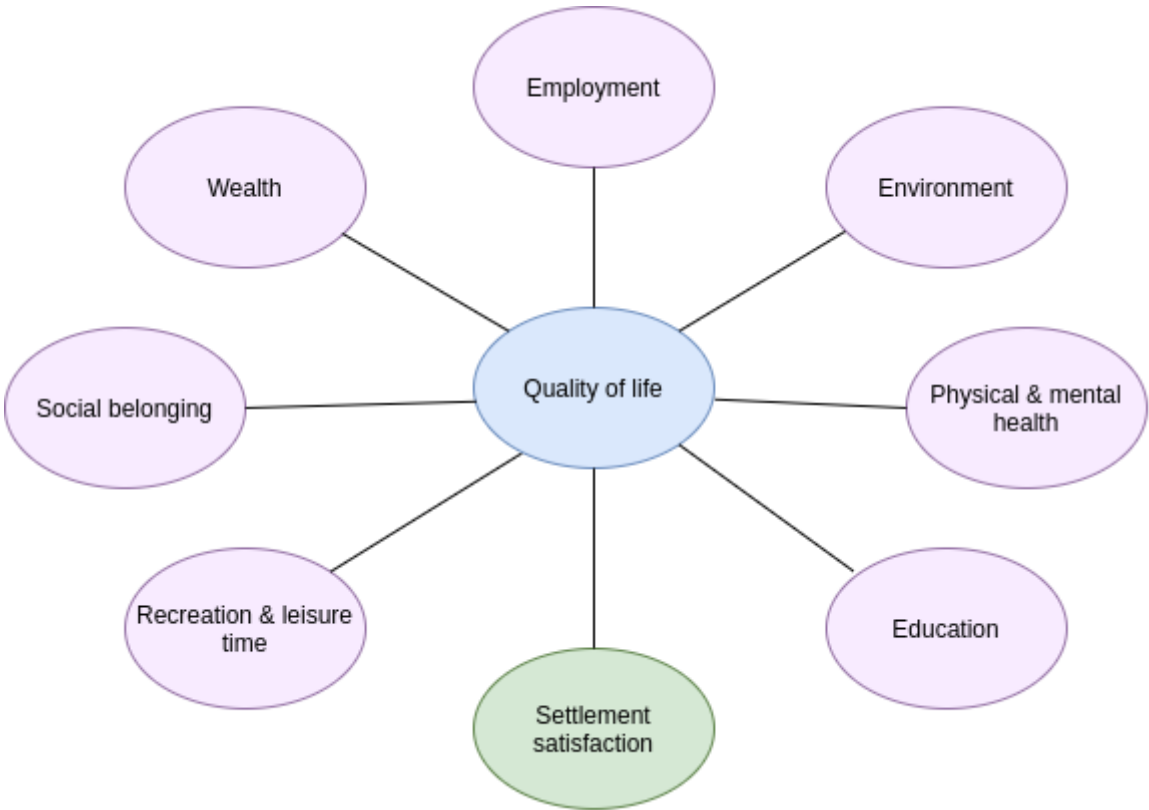 Employment
Wealth
Environment
Quality of life
Social belonging
Physical & mental
health
Recreation & leisure
time
Education
Settlement
satisfaction